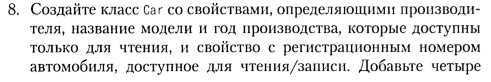 8. Создайте класс Car со свойствами, определяющими производи-
теля, название модели и год производства, которые доступны
только для чтения, и свойство с регистрационным номером
автомобиля, доступное для чтения/записи. Добавьте четыре